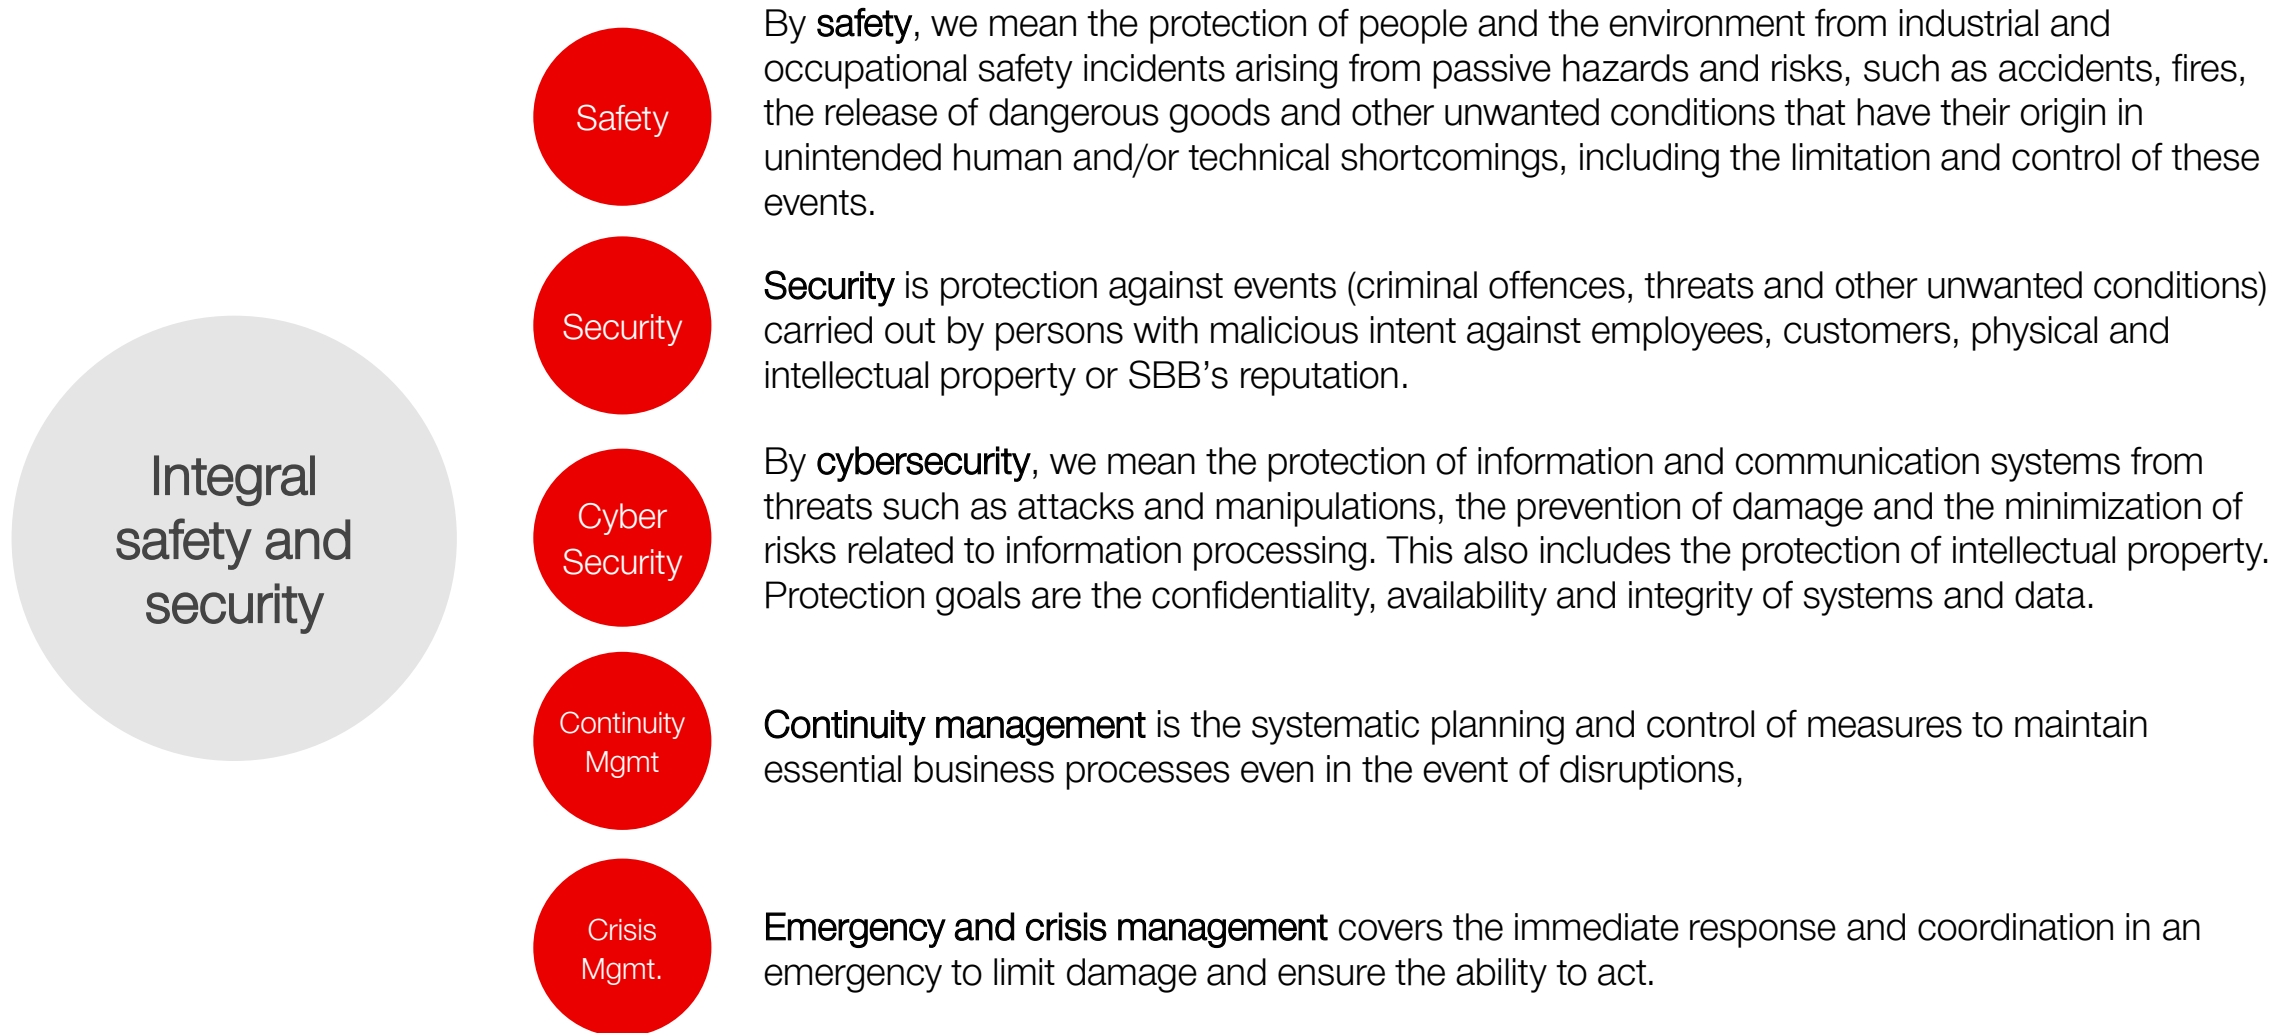 Integral
safety and
security
Safety
By safety, we mean the protection of people and the environment from industrial and
occupational safety incidents arising from passive hazards and risks, such as accidents, fires,
the release of dangerous goods and other unwanted conditions that have their origin in
unintended human and/or technical shortcomings, including the limitation and control of these
events.
Security
Security is protection against events (criminal offences, threats and other unwanted conditions)
carried out by persons with malicious intent against employees, customers, physical and
intellectual property or SBB’s reputation.
Cyber
Security
By cybersecurity, we mean the protection of information and communication systems from
threats such as attacks and manipulations, the prevention of damage and the minimization of
risks related to information processing. This also includes the protection of intellectual property.
Protection goals are the confidentiality, availability and integrity of systems and data.
Continuity
Mgmt
Continuity management is the systematic planning and control of measures to maintain
essential business processes even in the event of disruptions,
Crisis
Mgmt.
Emergency and crisis management covers the immediate response and coordination in an
emergency to limit damage and ensure the ability to act.